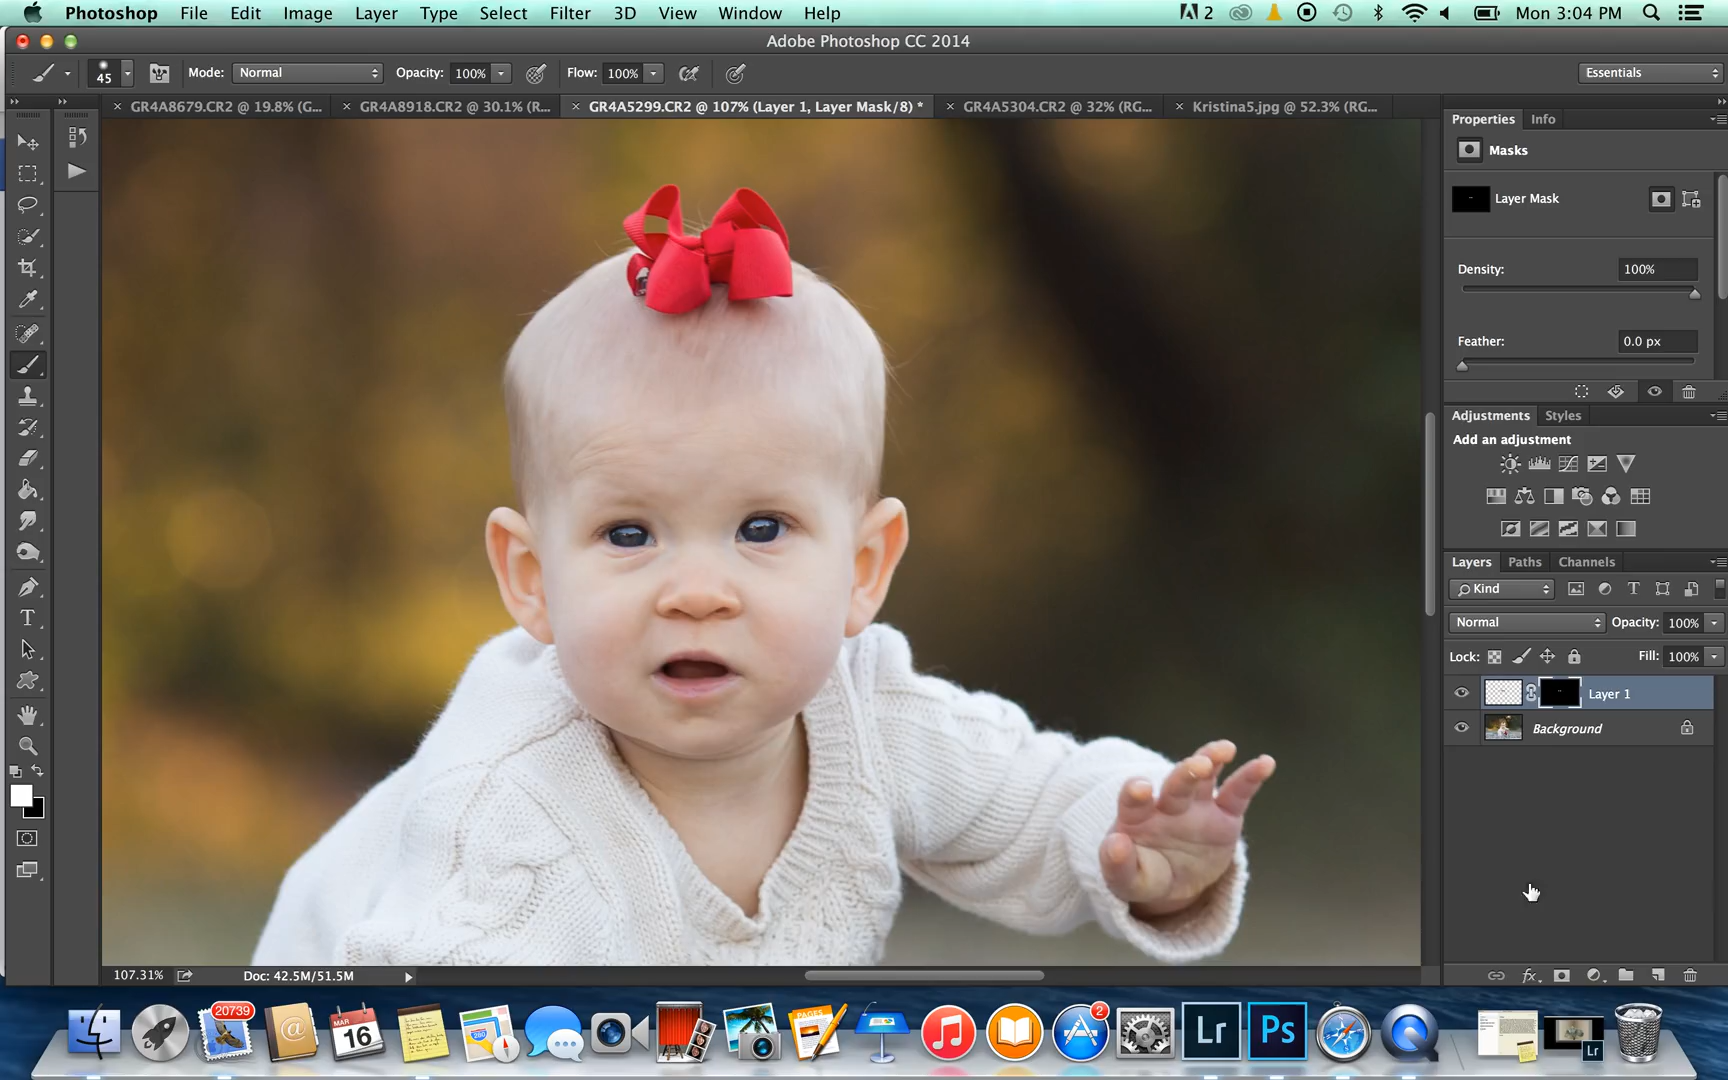 Photoshop File Edit Image Layer Type Select Filter 3D View Window Help 2 Mon 3:04 PM
Adobe Photoshop CC 2014
45 Mode: Normal Opacity: 100% Flow: 100% Essentials
GR4A8679.CR2 @ 19.8% (G... GR4A8918.CR2 @ 30.1% (R... GR4A5299.CR2 @ 107% (Layer 1, Layer Mask/8) * GR4A5304.CR2 @ 32% (RG... Kristina5.jpg @ 52.3% (RG...
Properties Info
Masks
Layer Mask
Density: 100%
Feather: 0.0 px
Adjustments Styles
Add an adjustment
Layers Paths Channels
Kind
Normal Opacity: 100%
Lock: Fill: 100%
Layer 1
Background
107.31% Doc: 42.5M/51.5M
20739
MAR
16
280
PAGES
2
Lr
Ps
Lr